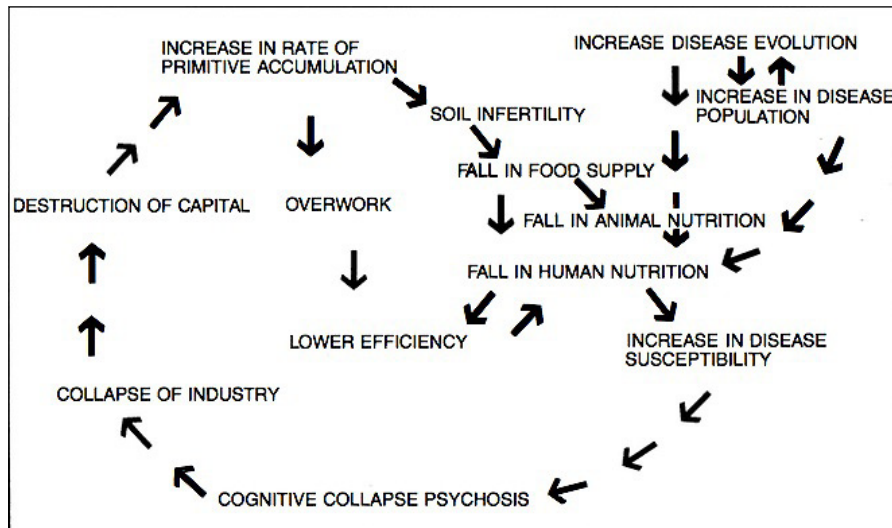 INCREASE IN RATE OF
PRIMITIVE ACCUMULATION
INCREASE DISEASE EVOLUTION
INCREASE IN DISEASE
POPULATION
SOIL INFERTILITY
FALL IN FOOD SUPPLY
DESTRUCTION OF CAPITAL
OVERWORK
FALL IN ANIMAL NUTRITION
FALL IN HUMAN NUTRITION
LOWER EFFICIENCY
INCREASE IN DISEASE
SUSCEPTIBILITY
COLLAPSE OF INDUSTRY
COGNITIVE COLLAPSE PSYCHOSIS